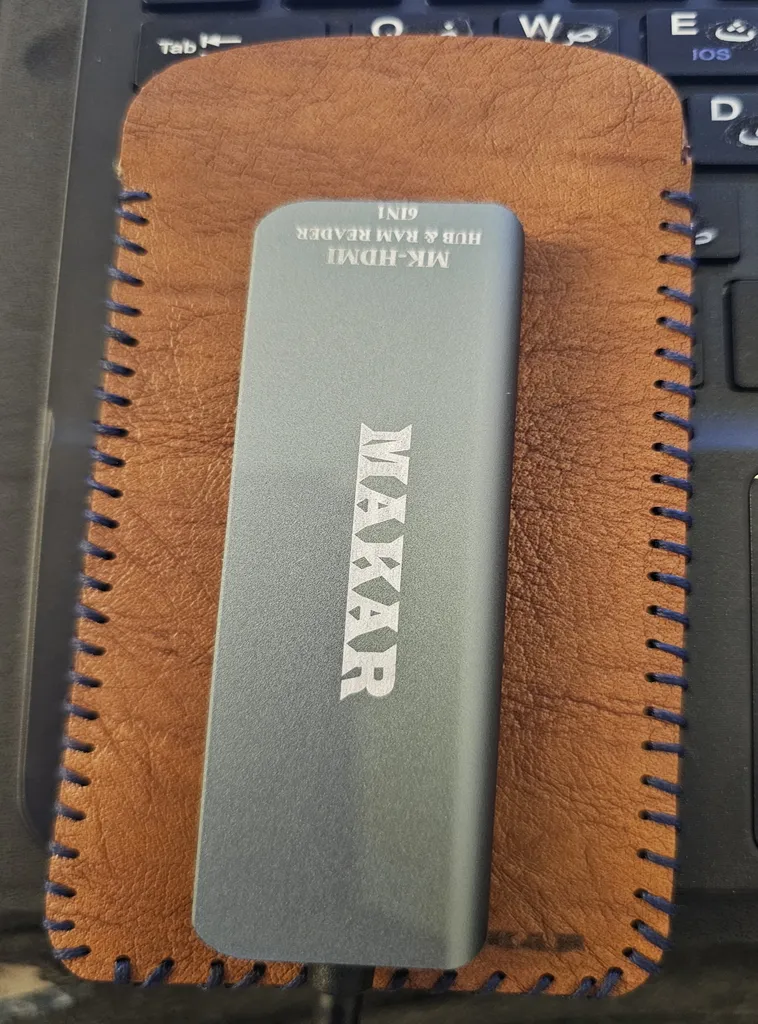 Tab
Q ض
W ص
E ث
IOS
D
MK-HDMI
HUB & RAM READER
6IN1
MAKAR